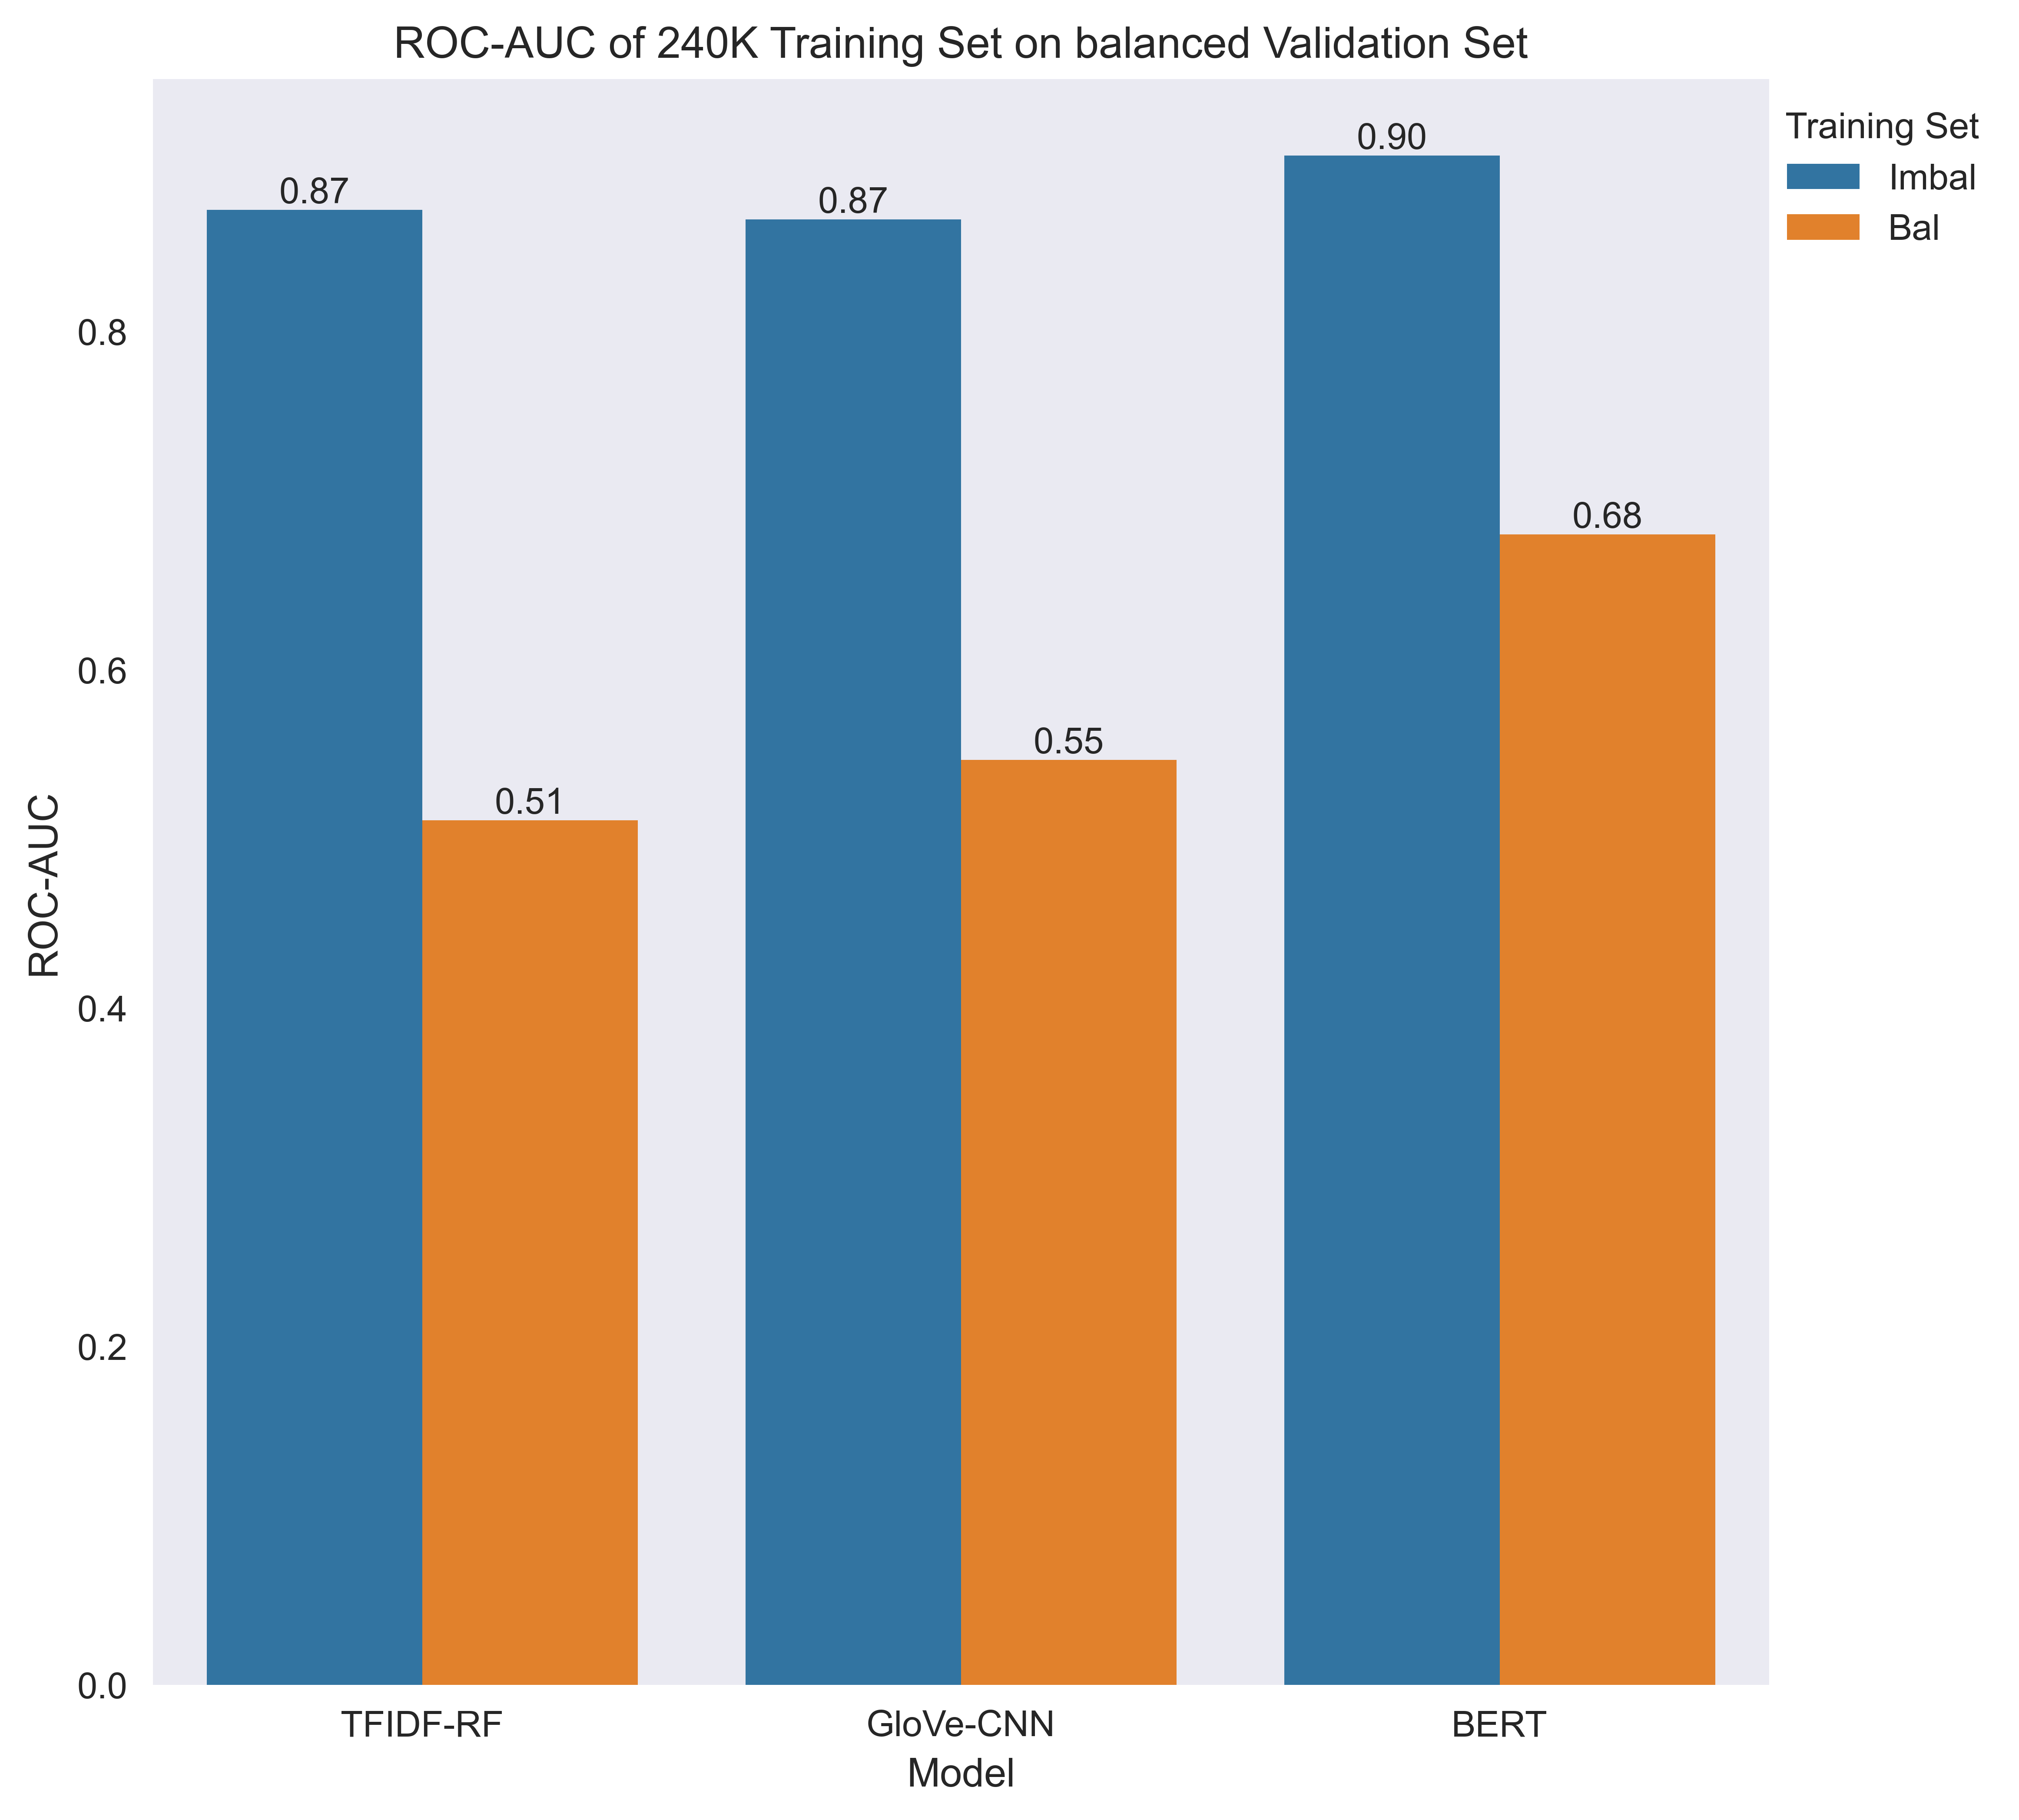 ROC-AUC of 240K Training Set on balanced Validation Set
Training Set
Imbal
Bal
0.87
0.51
0.87
0.55
0.90
0.68
0.8
0.6
0.4
0.2
0.0
ROC-AUC
TFIDF-RF
GloVe-CNN
BERT
Model